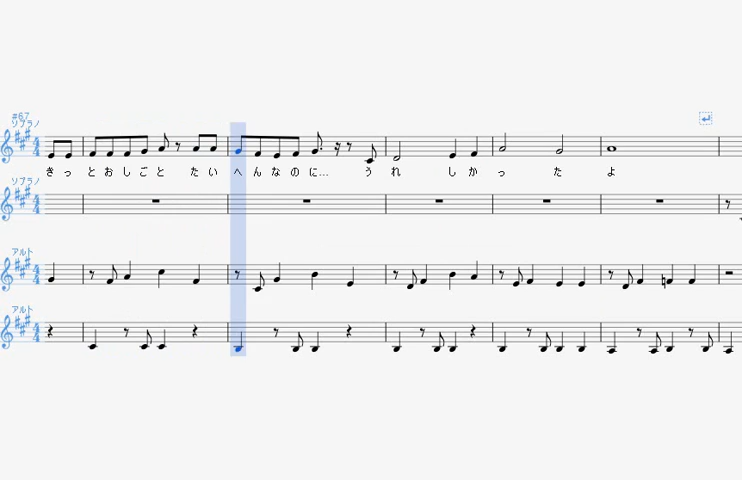 #67
ソプラノ
きっとおしごと たいへんなのに… うれ しか っ た よ
ソプラノ
アルト
アルト